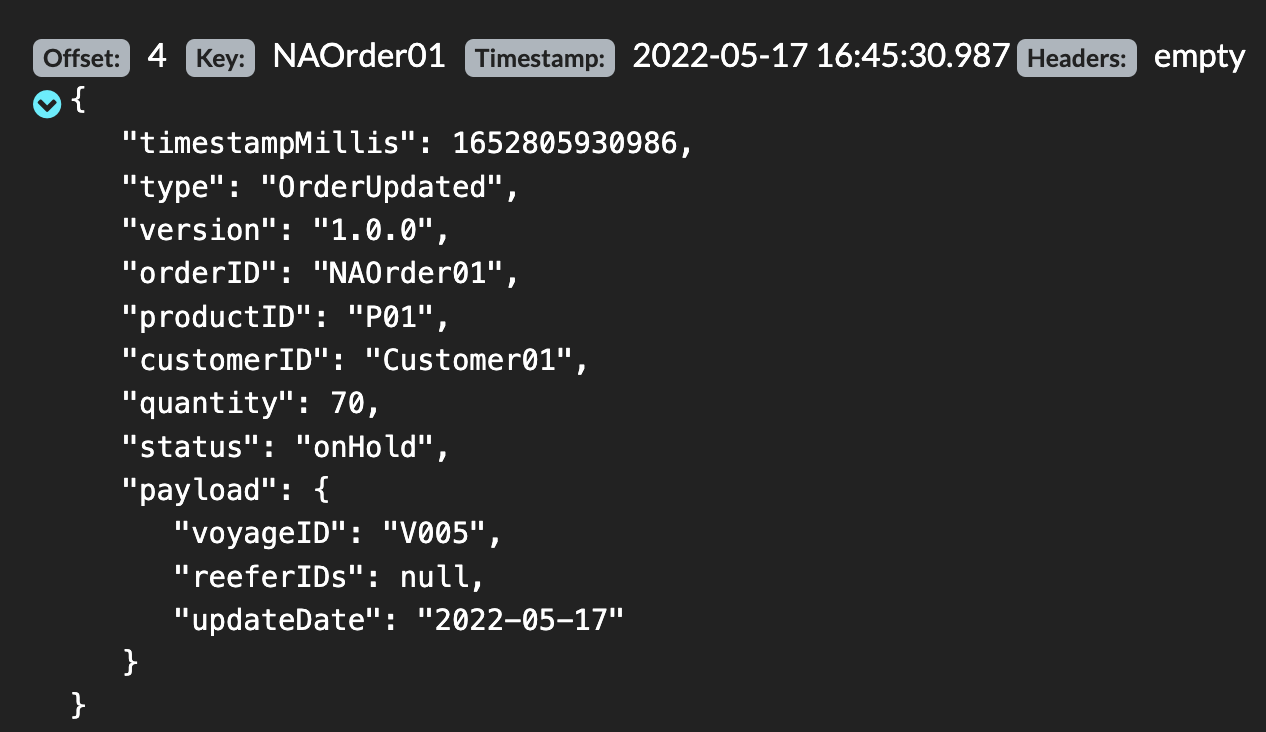 Offset: 4 Key: NAOrder01 Timestamp: 2022-05-17 16:45:30.987 Headers: empty
{
"timestampMillis": 1652805930986,
"type": "OrderUpdated",
"version": "1.0.0",
"orderID": "NAOrder01",
"productID": "P01",
"customerID": "Customer01",
"quantity": 70,
"status": "onHold",
"payload": {
"voyageID": "V005",
"reeferIDs": null,
"updateDate": "2022-05-17"
}
}